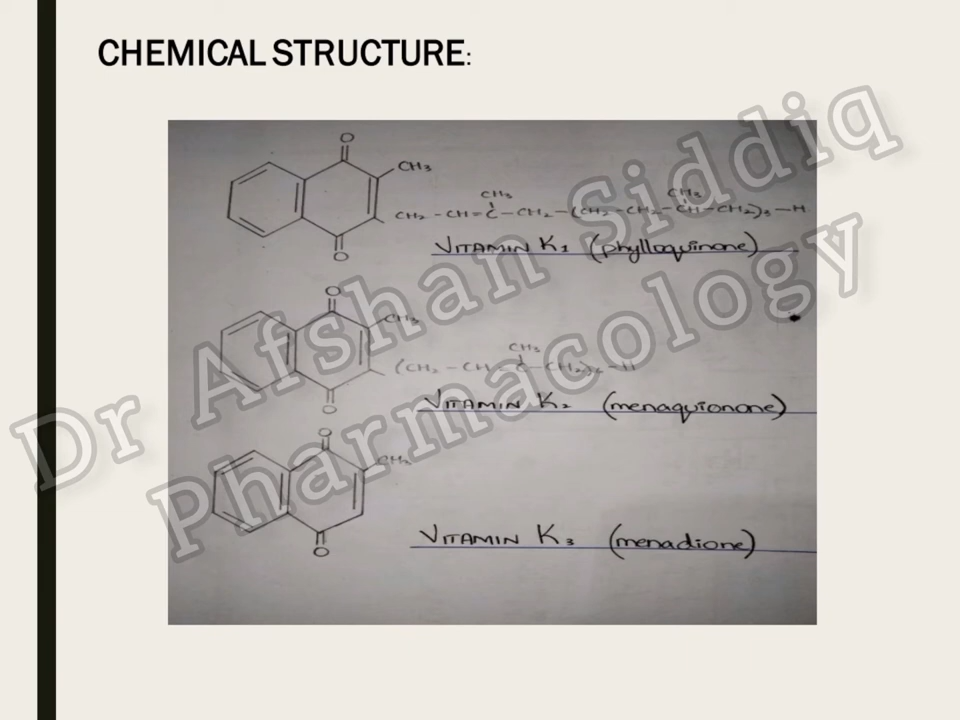 CHEMICAL STRUCTURE:
O
CH3
CH3 CH3
CH2 - CH = C - CH2 - (CH2 - CH2 - CH - CH2)3 - H
O
VITAMIN K1 (phylloquinone)
O
CH3
CH3
O
VITAMIN K2 (menaquionone)
O
CH3
O
VITAMIN K3 (menadione)
Dr Afshan Siddiq
Pharmacology